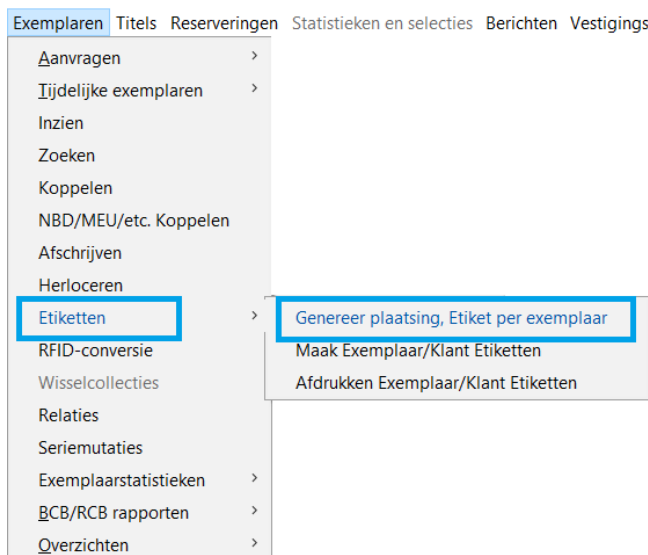 Exemplaren Titels Reserveringen Statistieken en selecties Berichten Vestigings
Aanvragen
Tijdelijke exemplaren
Inzien
Zoeken
Koppelen
NBD/MEU/etc. Koppelen
Afschrijven
Herloceren
Etiketten
Genereer plaatsing, Etiket per exemplaar
RFID-conversie
Maak Exemplaar/Klant Etiketten
Wisselcollecties
Afdrukken Exemplaar/Klant Etiketten
Relaties
Seriemutaties
Exemplaarstatistieken
BCB/RCB rapporten
Overzichten